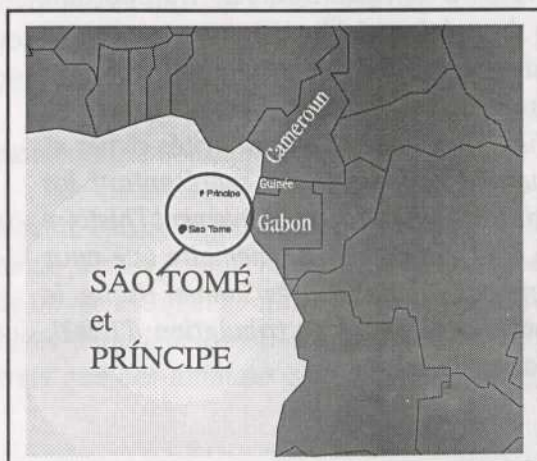 Cameroun
Guinée
Principe
Sao Tome
Gabon
SÃO TOMÉ
et
PRÍNCIPE